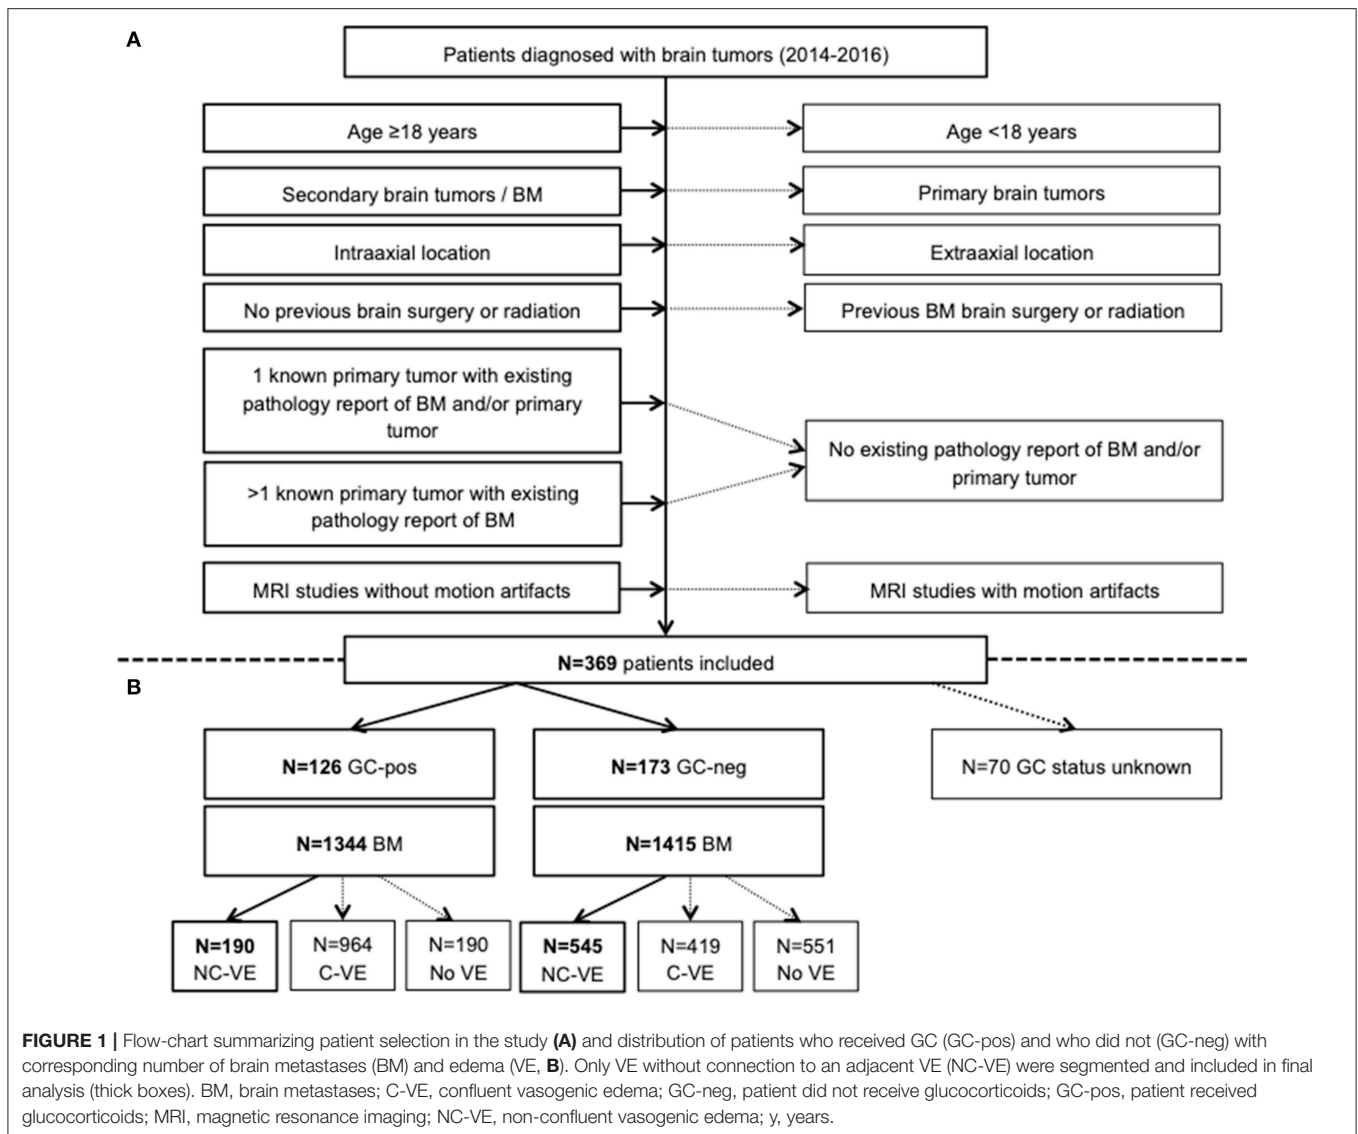 A
Patients diagnosed with brain tumors (2014-2016)
Age ≥18 years
Age <18 years
Secondary brain tumors / BM
Primary brain tumors
Intraaxial location
Extraaxial location
No previous brain surgery or radiation
Previous BM brain surgery or radiation
1 known primary tumor with existing
pathology report of BM and/or primary
tumor
>1 known primary tumor with existing
pathology report of BM
No existing pathology report of BM and/or
primary tumor
MRI studies without motion artifacts
MRI studies with motion artifacts
N=369 patients included
B
N=126 GC-pos
N=173 GC-neg
N=70 GC status unknown
N=1344 BM
N=1415 BM
N=190
NC-VE
N=964
C-VE
N=190
No VE
N=545
NC-VE
N=419
C-VE
N=551
No VE
FIGURE 1 | Flow-chart summarizing patient selection in the study (A) and distribution of patients who received GC (GC-pos) and who did not (GC-neg) with
corresponding number of brain metastases (BM) and edema (VE, B). Only VE without connection to an adjacent VE (NC-VE) were segmented and included in final
analysis (thick boxes). BM, brain metastases; C-VE, confluent vasogenic edema; GC-neg, patient did not receive glucocorticoids; GC-pos, patient received
glucocorticoids; MRI, magnetic resonance imaging; NC-VE, non-confluent vasogenic edema; y, years.